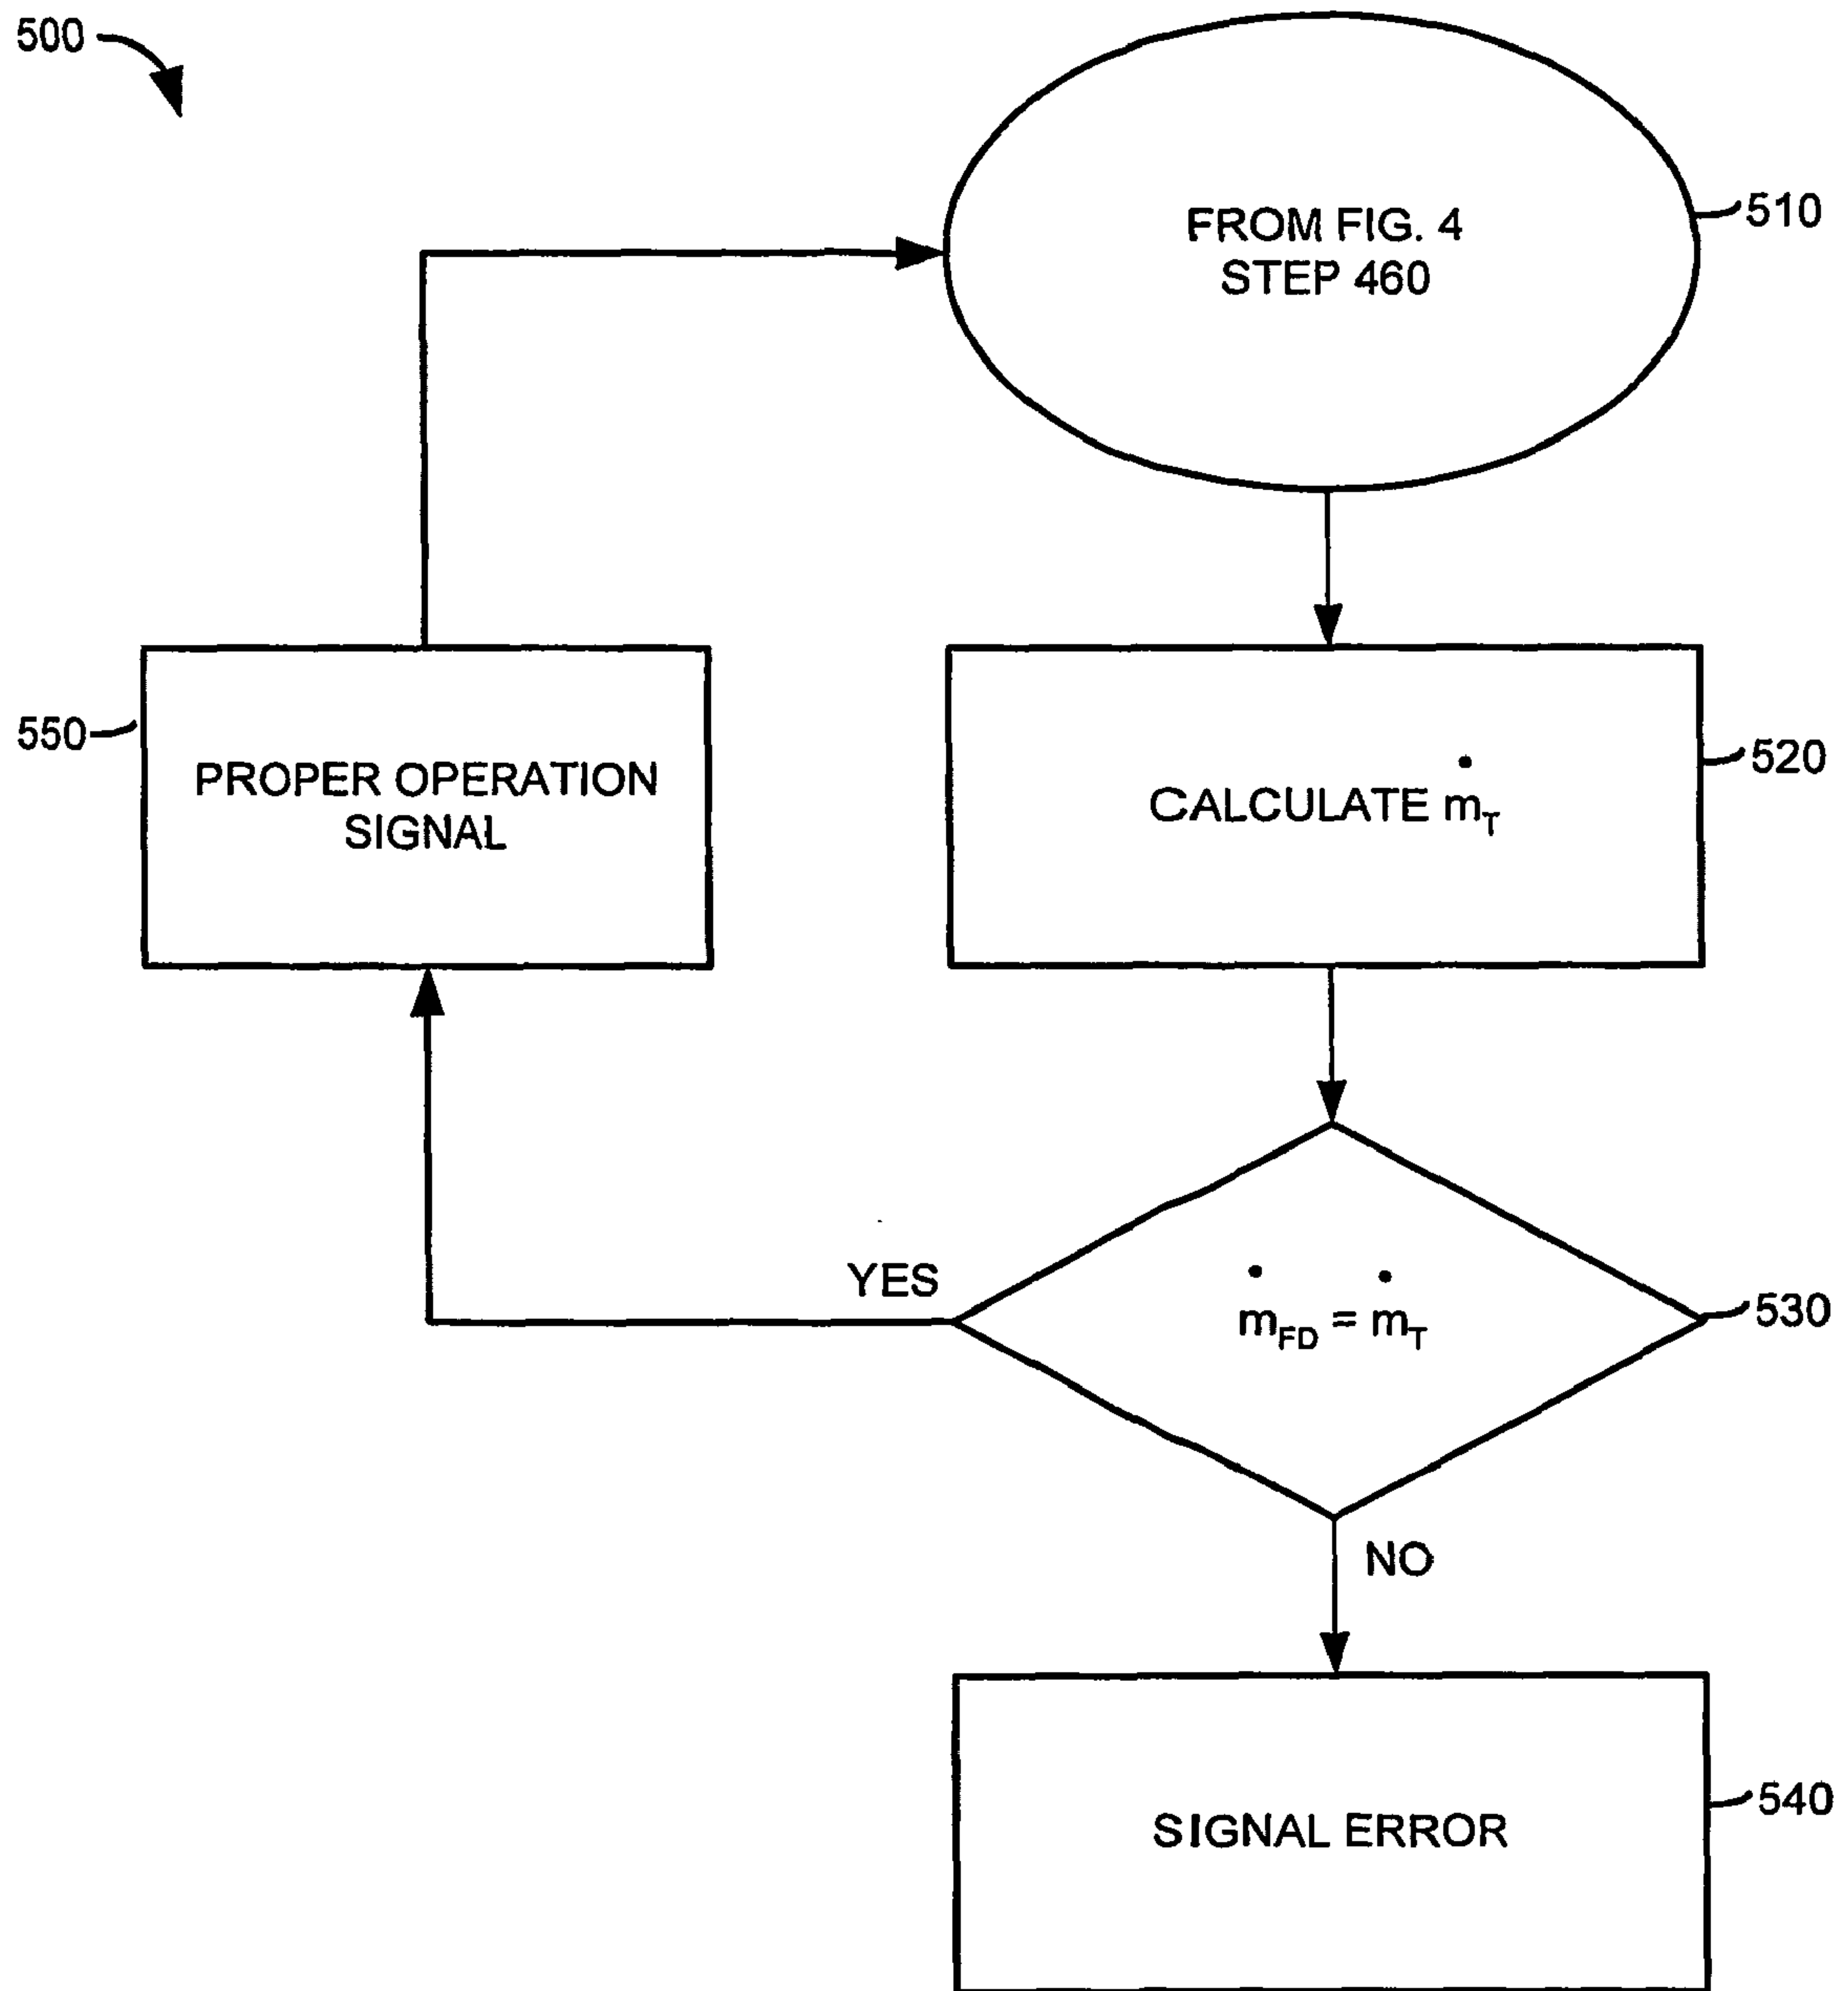 500
FROM FIG. 4
STEP 460
510
550
PROPER OPERATION
SIGNAL
CALCULATE ṁT
520
YES
ṁFD = ṁT
530
NO
SIGNAL ERROR
540